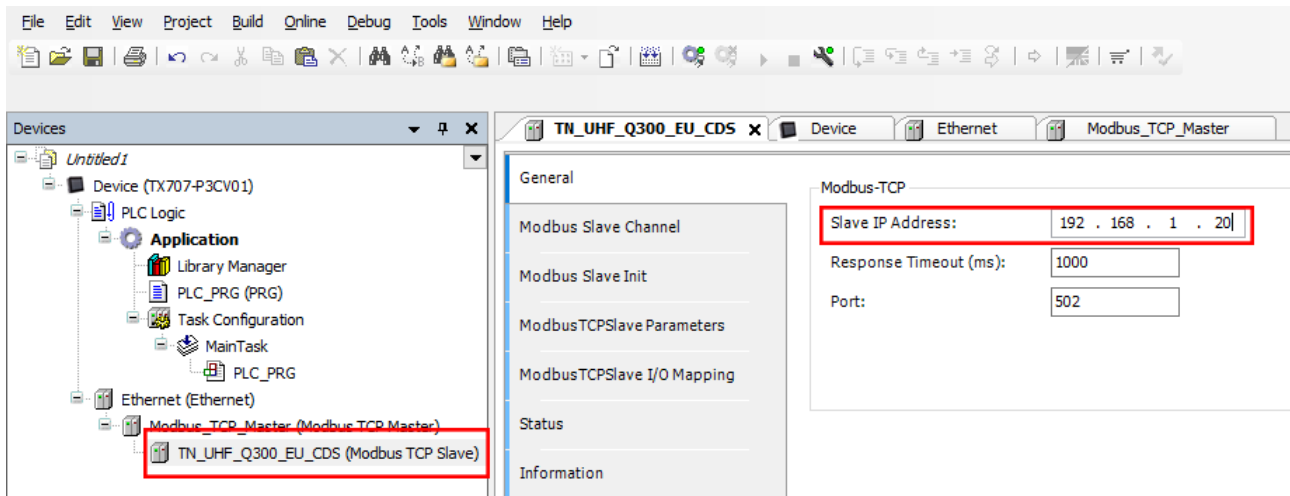 File Edit View Project Build Online Debug Tools Window Help
Devices
Untitled1
Device (TX707-P3CV01)
PLC Logic
Application
Library Manager
PLC_PRG (PRG)
Task Configuration
MainTask
PLC_PRG
Ethernet (Ethernet)
Modbus_TCP_Master (Modbus TCP Master)
TN_UHF_Q300_EU_CDS (Modbus TCP Slave)
TN_UHF_Q300_EU_CDS Device Ethernet Modbus_TCP_Master
General
Modbus Slave Channel
Modbus Slave Init
ModbusTCPSlave Parameters
ModbusTCPSlave I/O Mapping
Status
Information
Modbus-TCP
Slave IP Address: 192 . 168 . 1 . 20
Response Timeout (ms): 1000
Port: 502